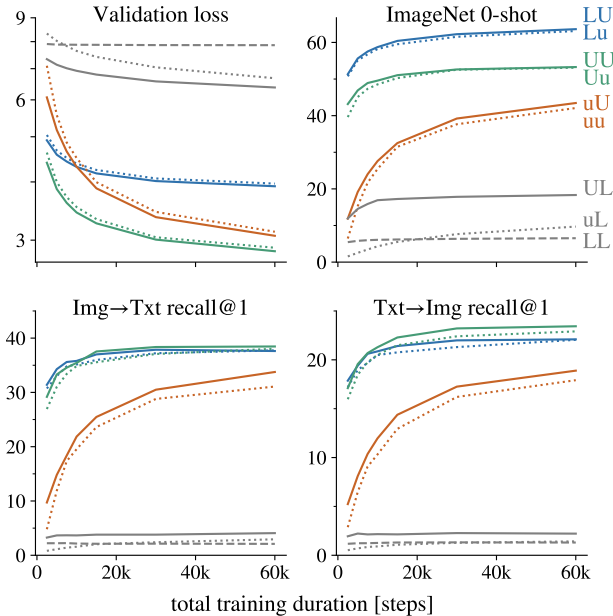 Validation loss
ImageNet 0-shot
9
6
3
60
40
20
0
LU
Lu
UU
Uu
uU
uu
UL
uL
LL
Img→Txt recall@1
Txt→Img recall@1
40
30
20
10
0
20
10
0
0 20k 40k 60k
0 20k 40k 60k
total training duration [steps]